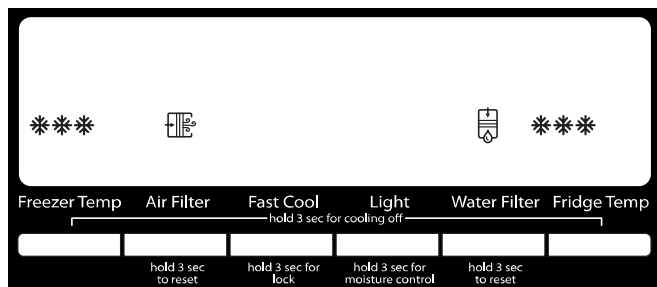 Freezer Temp Air Filter Fast Cool Light Water Filter Fridge Temp
hold 3 sec for cooling off
hold 3 sec to reset
hold 3 sec for lock
hold 3 sec for moisture control
hold 3 sec to reset